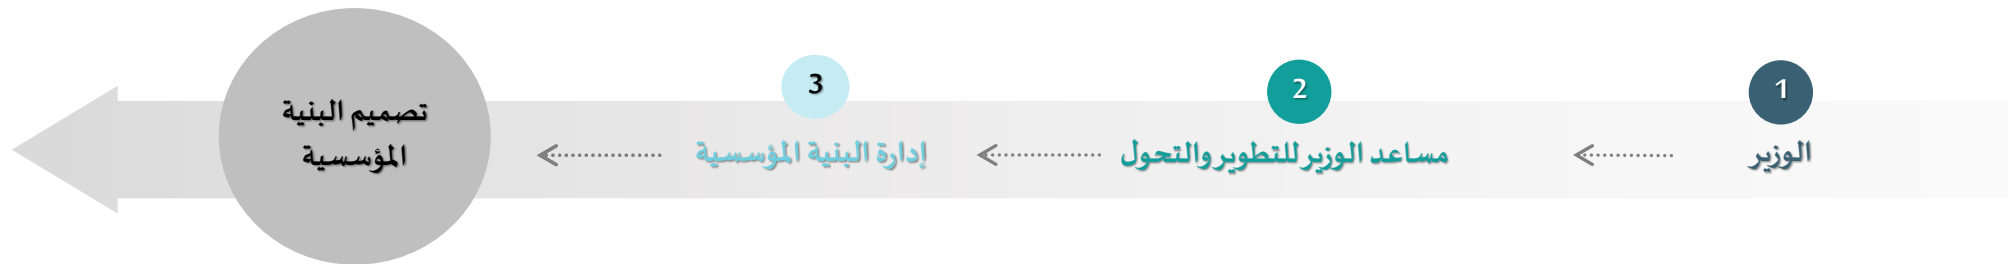 1
الوزير
2
مساعد الوزير للتطوير والتحول
3
إدارة البنية المؤسسية
تصميم البنية
المؤسسية